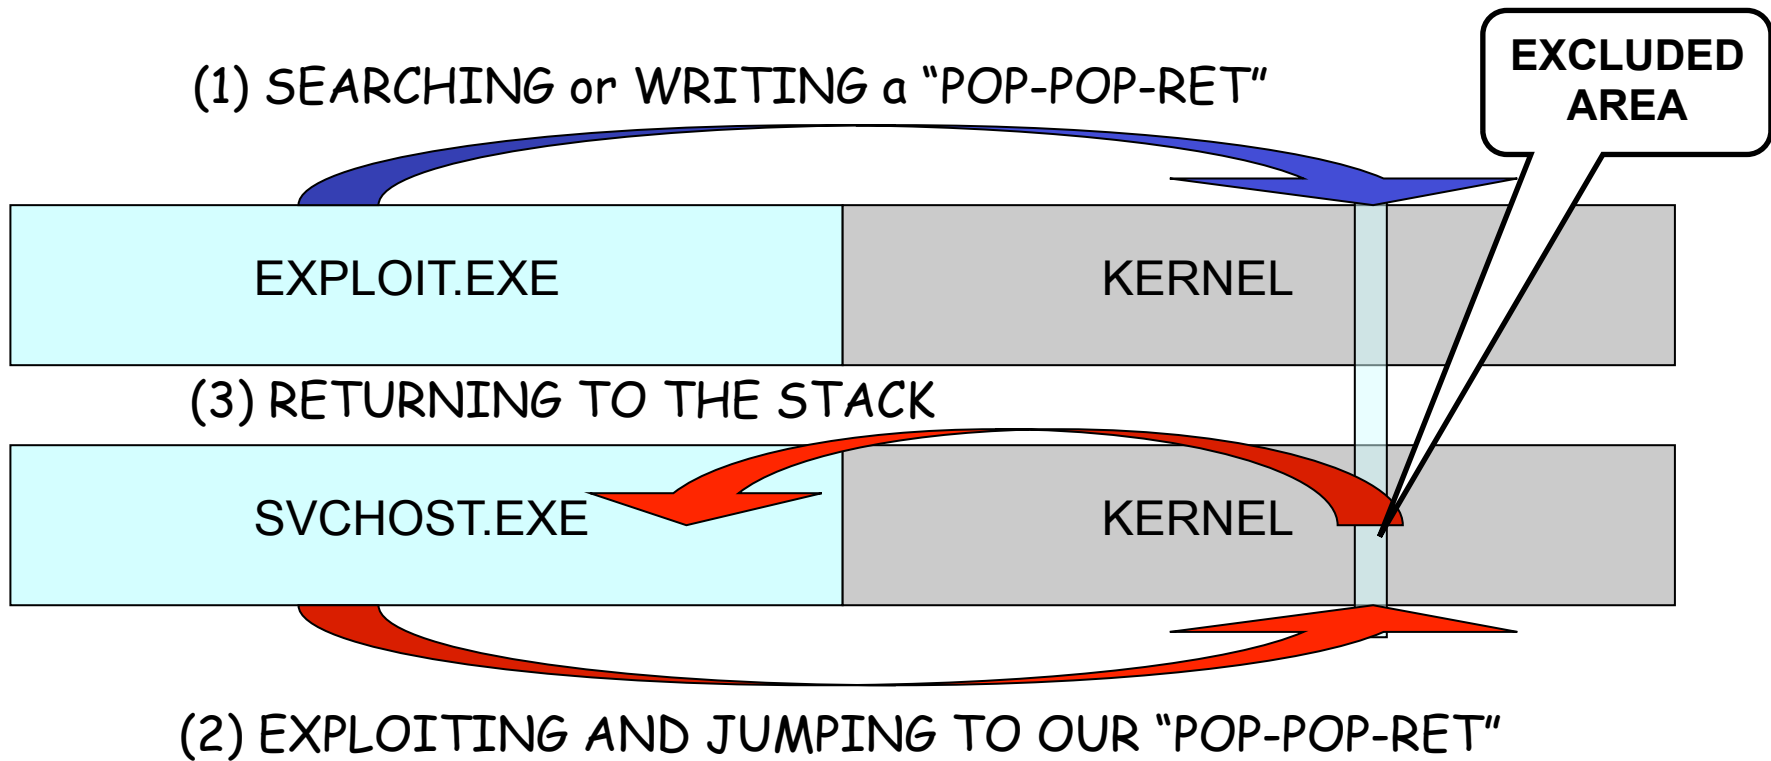 EXCLUDED
AREA
(1) SEARCHING or WRITING a “POP-POP-RET”
EXPLOIT.EXE
KERNEL
(3) RETURNING TO THE STACK
SVCHOST.EXE
KERNEL
(2) EXPLOITING AND JUMPING TO OUR “POP-POP-RET”